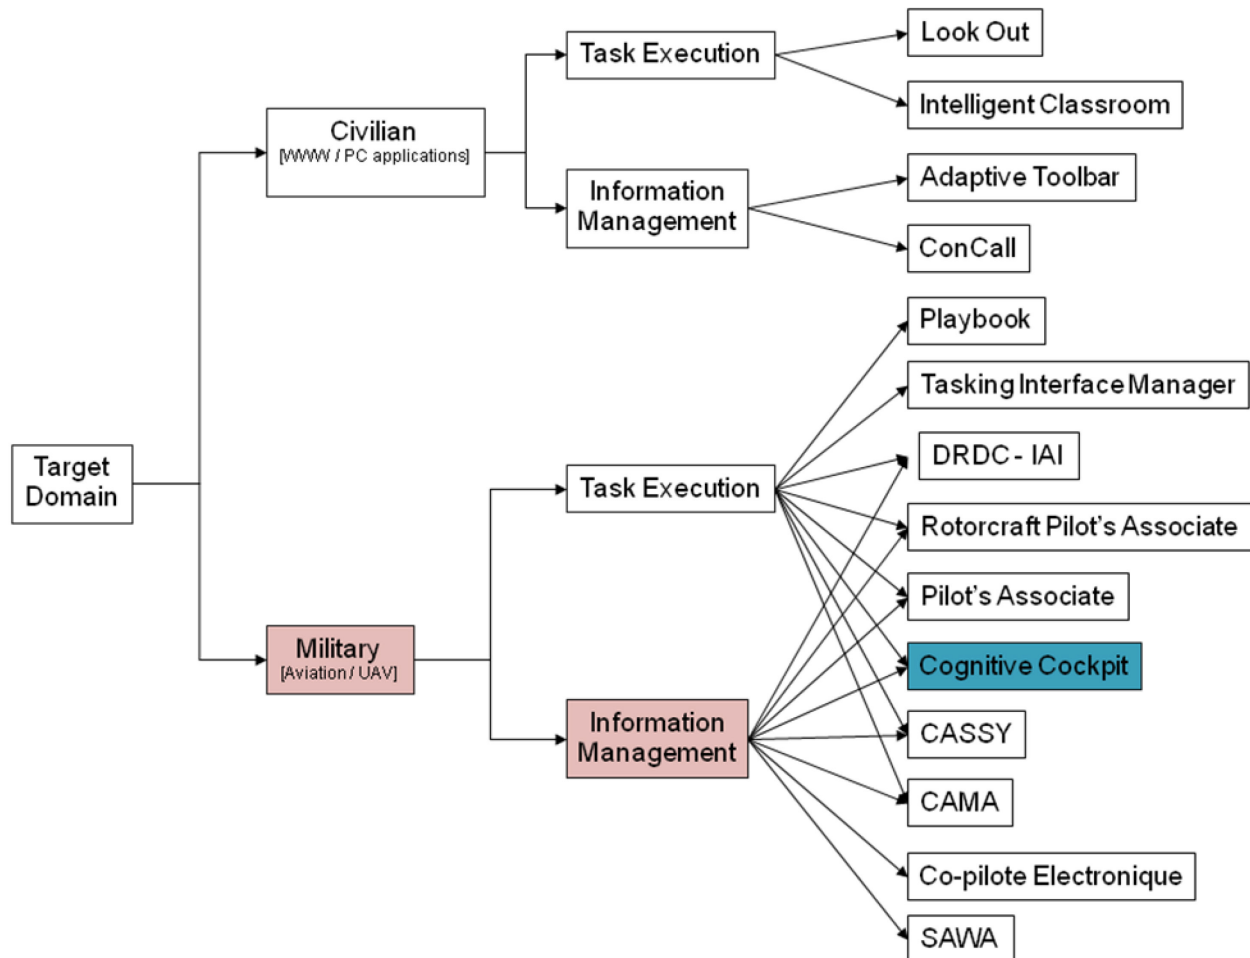 Target
Domain
Civilian
[WWW / PC applications]
Military
[Aviation / UAV]
Task Execution
Information
Management
Task Execution
Information
Management
Look Out
Intelligent Classroom
Adaptive Toolbar
ConCall
Playbook
Tasking Interface Manager
DRDC - IAI
Rotorcraft Pilot's Associate
Pilot's Associate
Cognitive Cockpit
CASSY
CAMA
Co-pilote Electronique
SAWA